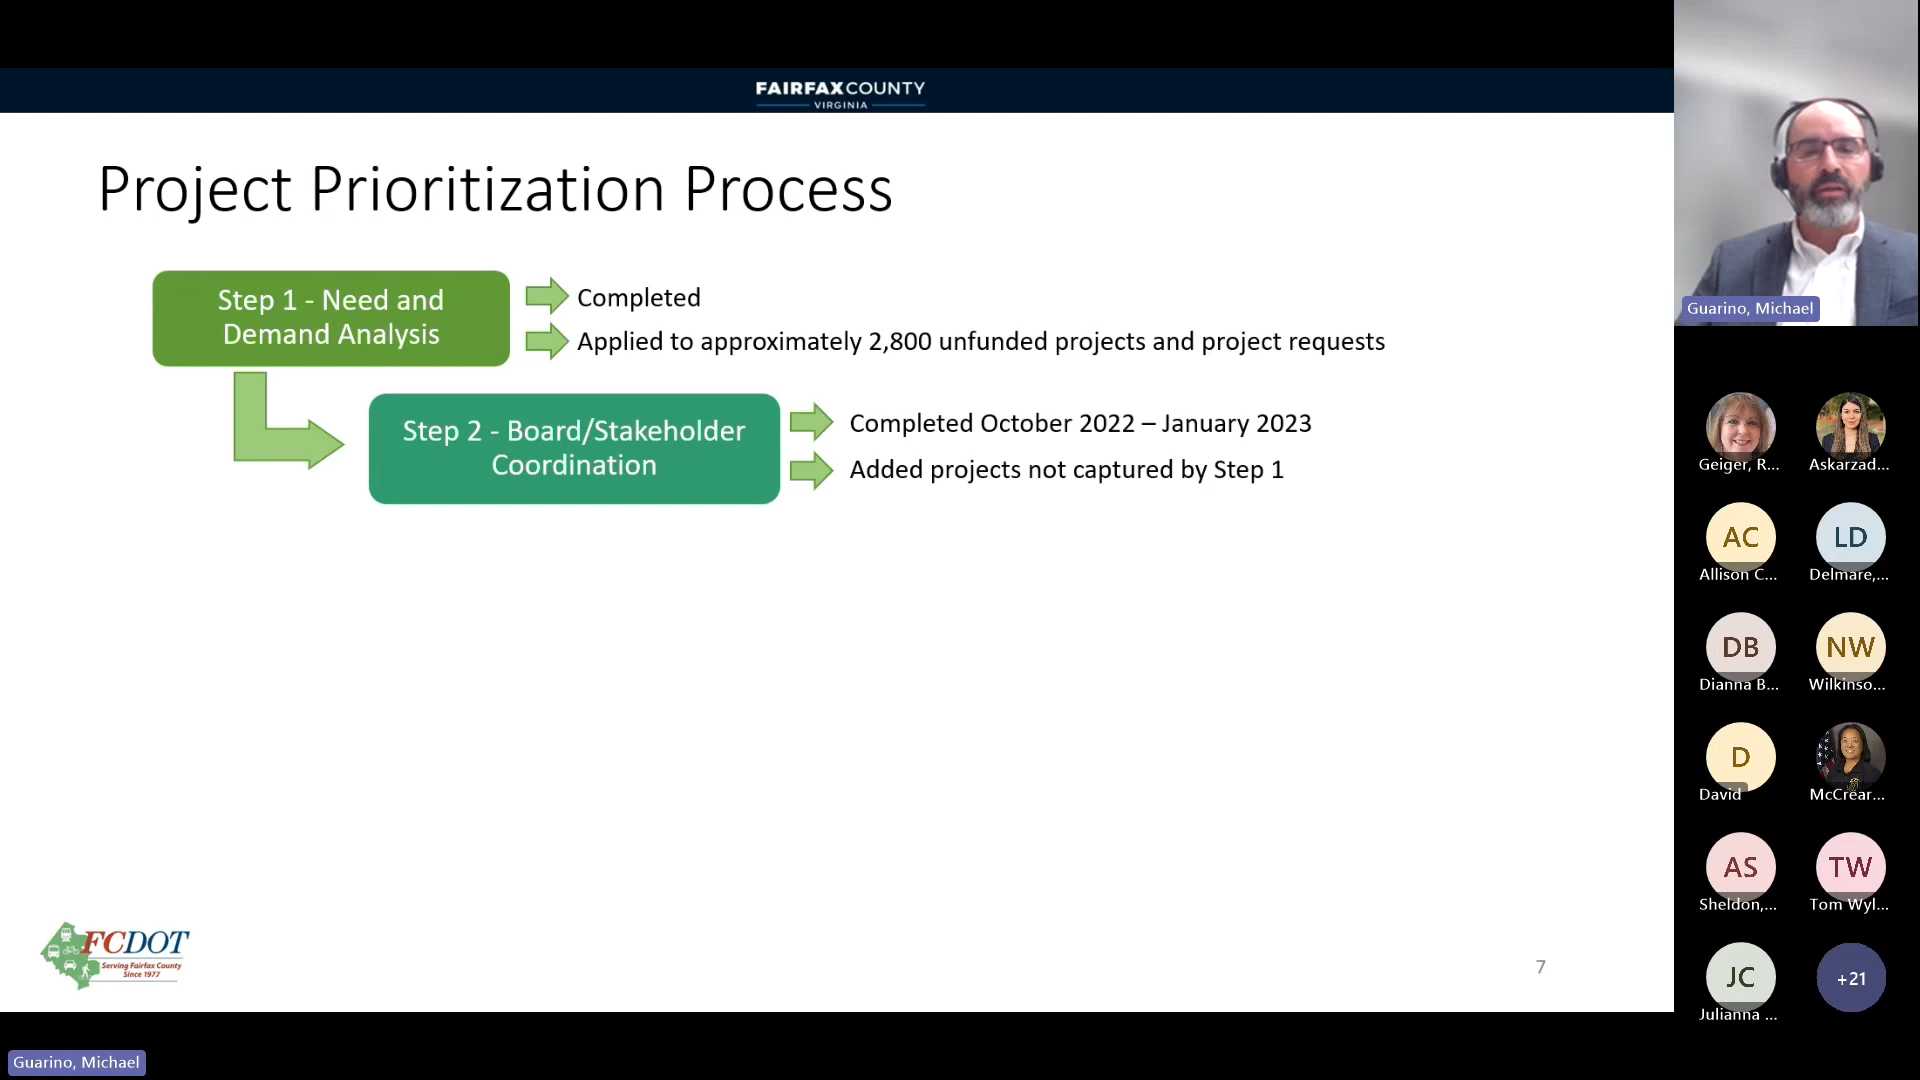 FAIRFAXCOUNTY
VIRGINIA
Project Prioritization Process
Step 1 - Need and
Demand Analysis
Completed
Applied to approximately 2,800 unfunded projects and project requests
Step 2 - Board/Stakeholder
Coordination
Completed October 2022 – January 2023
Added projects not captured by Step 1
FCDOT
Serving Fairfax County
Since 1977
7
Guarino, Michael
Guarino, Michael
Geiger, R...
Askarzad...
AC
Allison C...
LD
Delmare,...
DB
Dianna B...
NW
Wilkinso...
D
David
McCrear...
AS
Sheldon,...
TW
Tom Wyl...
JC
Julianna ...
+21